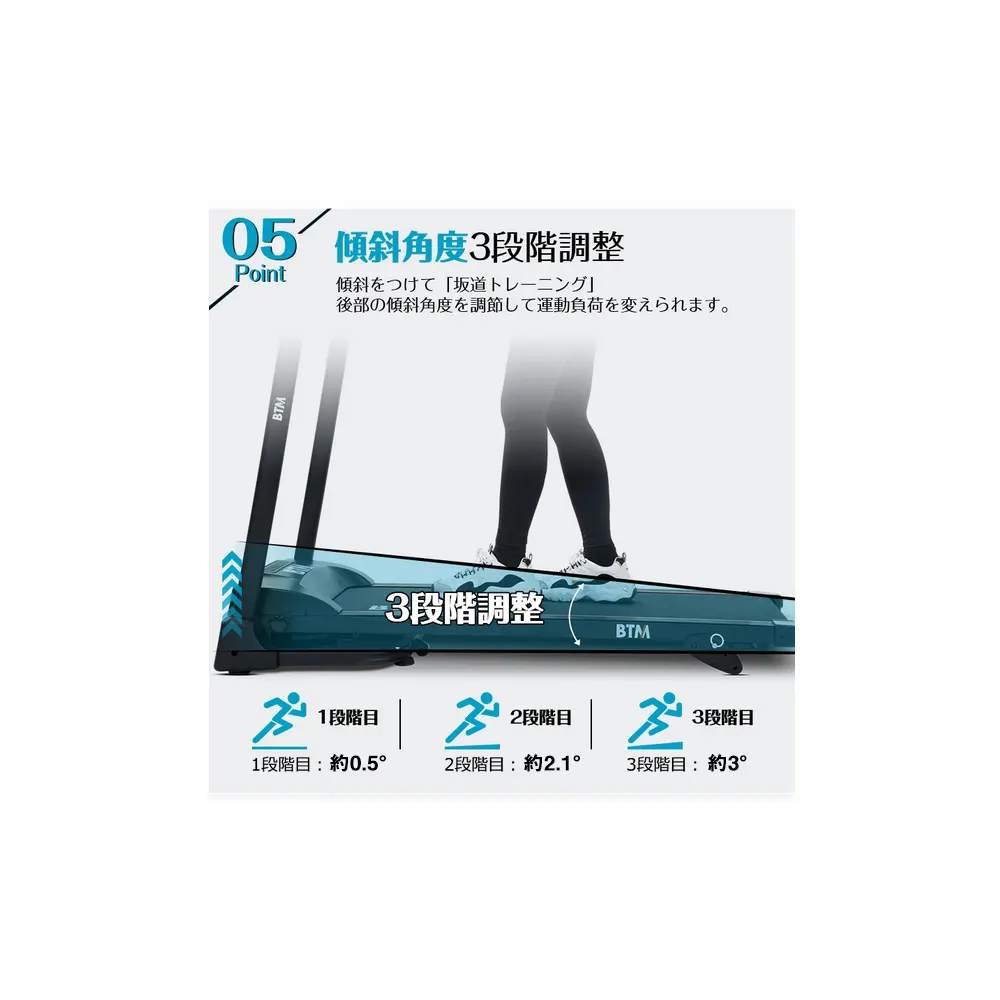 05
Point
傾斜角度3段階調整
傾斜をつけて「坂道トレーニング」
後部の傾斜角度を調節して運動負荷を変えられます。
BTM
3段階調整
BTM
1段階目
2段階目
3段階目
1段階目： 約0.5°
2段階目： 約2.1°
3段階目： 約3°